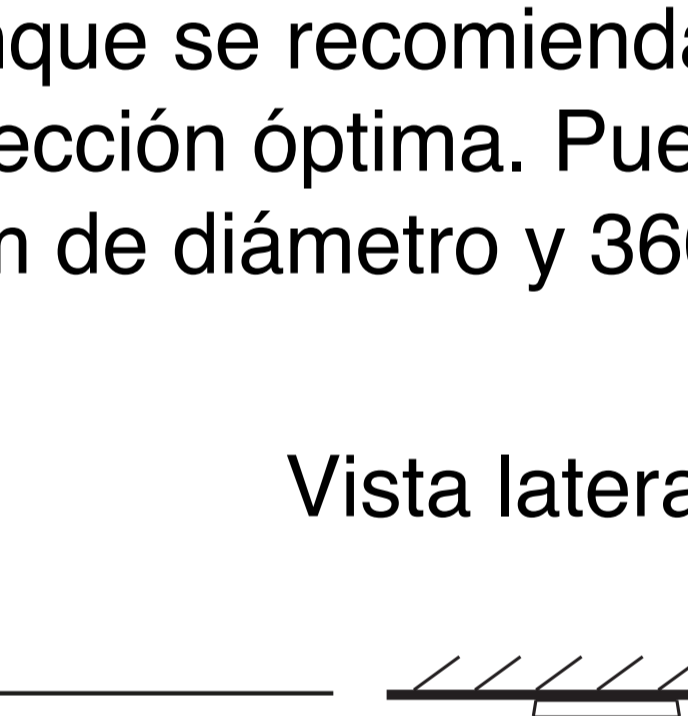 que se recomienda
ección óptima. Pue
de diámetro y 36
Vista latera